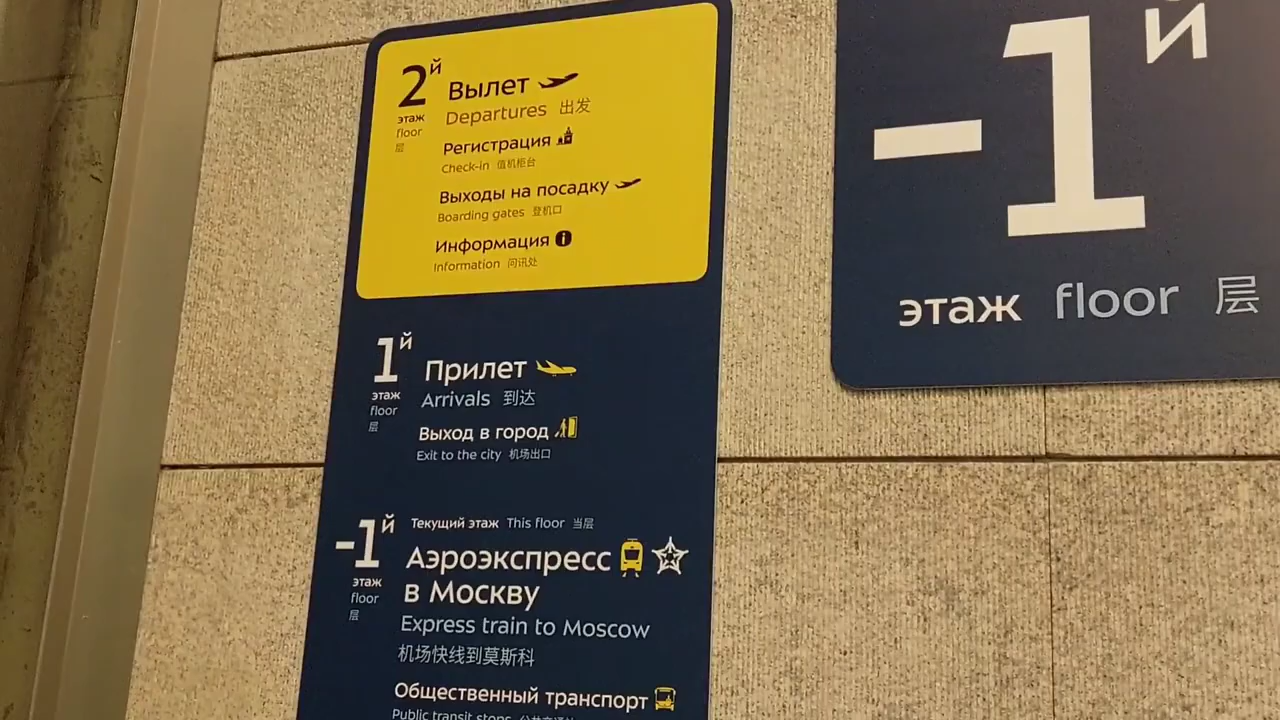 2й
этаж
floor
层
Вылет
Departures 出发
Регистрация
Check-in 值机柜台
Выходы на посадку
Boarding gates 登机口
Информация
Information 问讯处
1й
этаж
floor
层
Прилет
Arrivals 到达
Выход в город
Exit to the city 机场出口
-1й
этаж
floor
层
Текущий этаж This floor 当层
Аэроэкспресс
в Москву
Express train to Moscow
机场快线到莫斯科
Общественный транспорт
Public transit stops
-1й
этаж floor 层